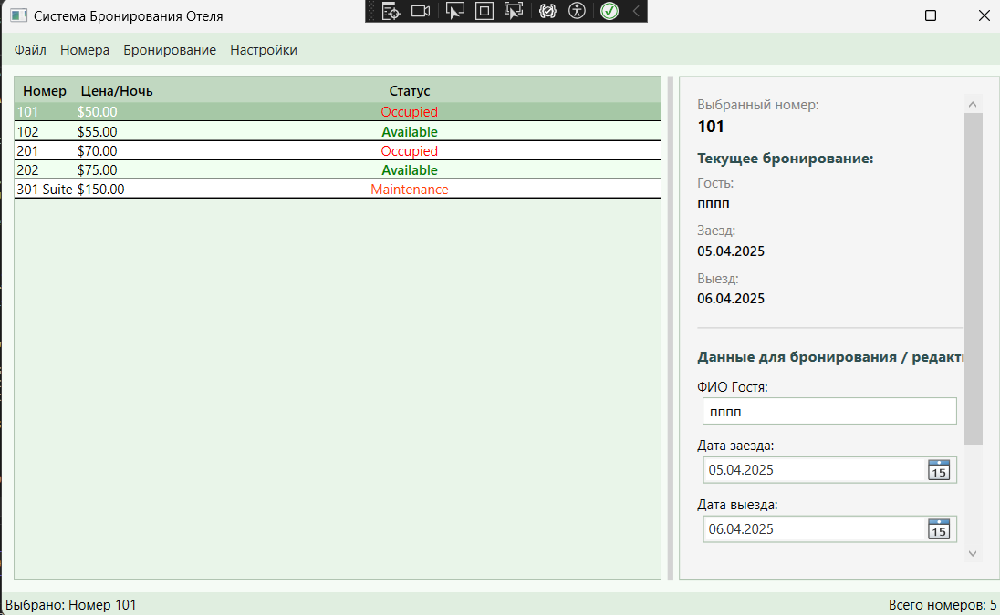 Система Бронирования Отеля
Файл Номера Бронирование Настройки
Номер Цена/Ночь Статус
101 $50.00 Occupied
102 $55.00 Available
201 $70.00 Occupied
202 $75.00 Available
301 Suite $150.00 Maintenance
Выбранный номер:
101
Текущее бронирование:
Гость:
пппп
Заезд:
05.04.2025
Выезд:
06.04.2025
Данные для бронирования / редакти
ФИО Гостя:
пппп
Дата заезда:
05.04.2025 15
Дата выезда:
06.04.2025 15
Выбрано: Номер 101 Всего номеров: 5